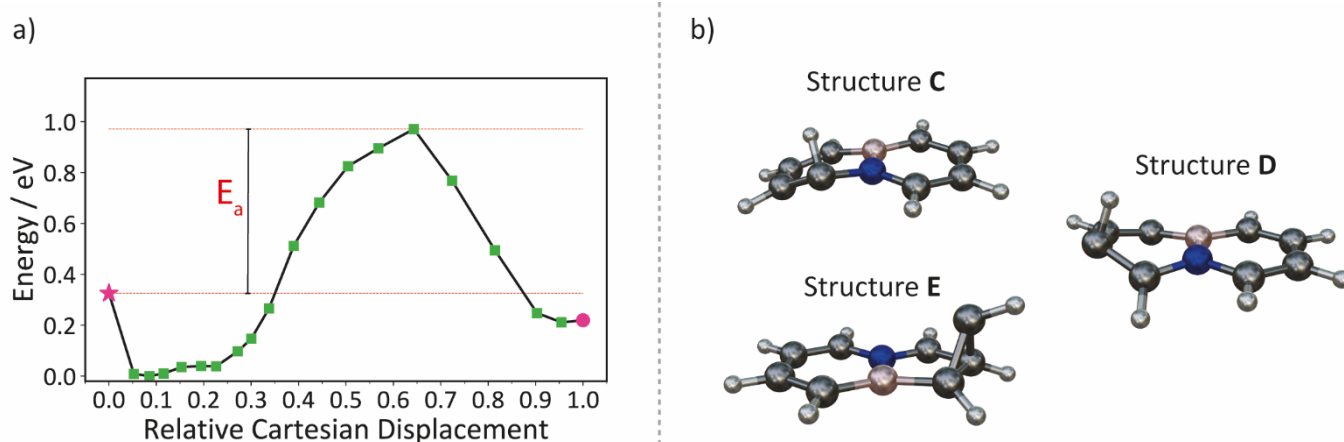 a)
Energy / eV
1.0
0.8
0.6
0.4
0.2
0.0
Ea
0.0 0.1 0.2 0.3 0.4 0.5 0.6 0.7 0.8 0.9 1.0
Relative Cartesian Displacement
b)
Structure C
Structure D
Structure E